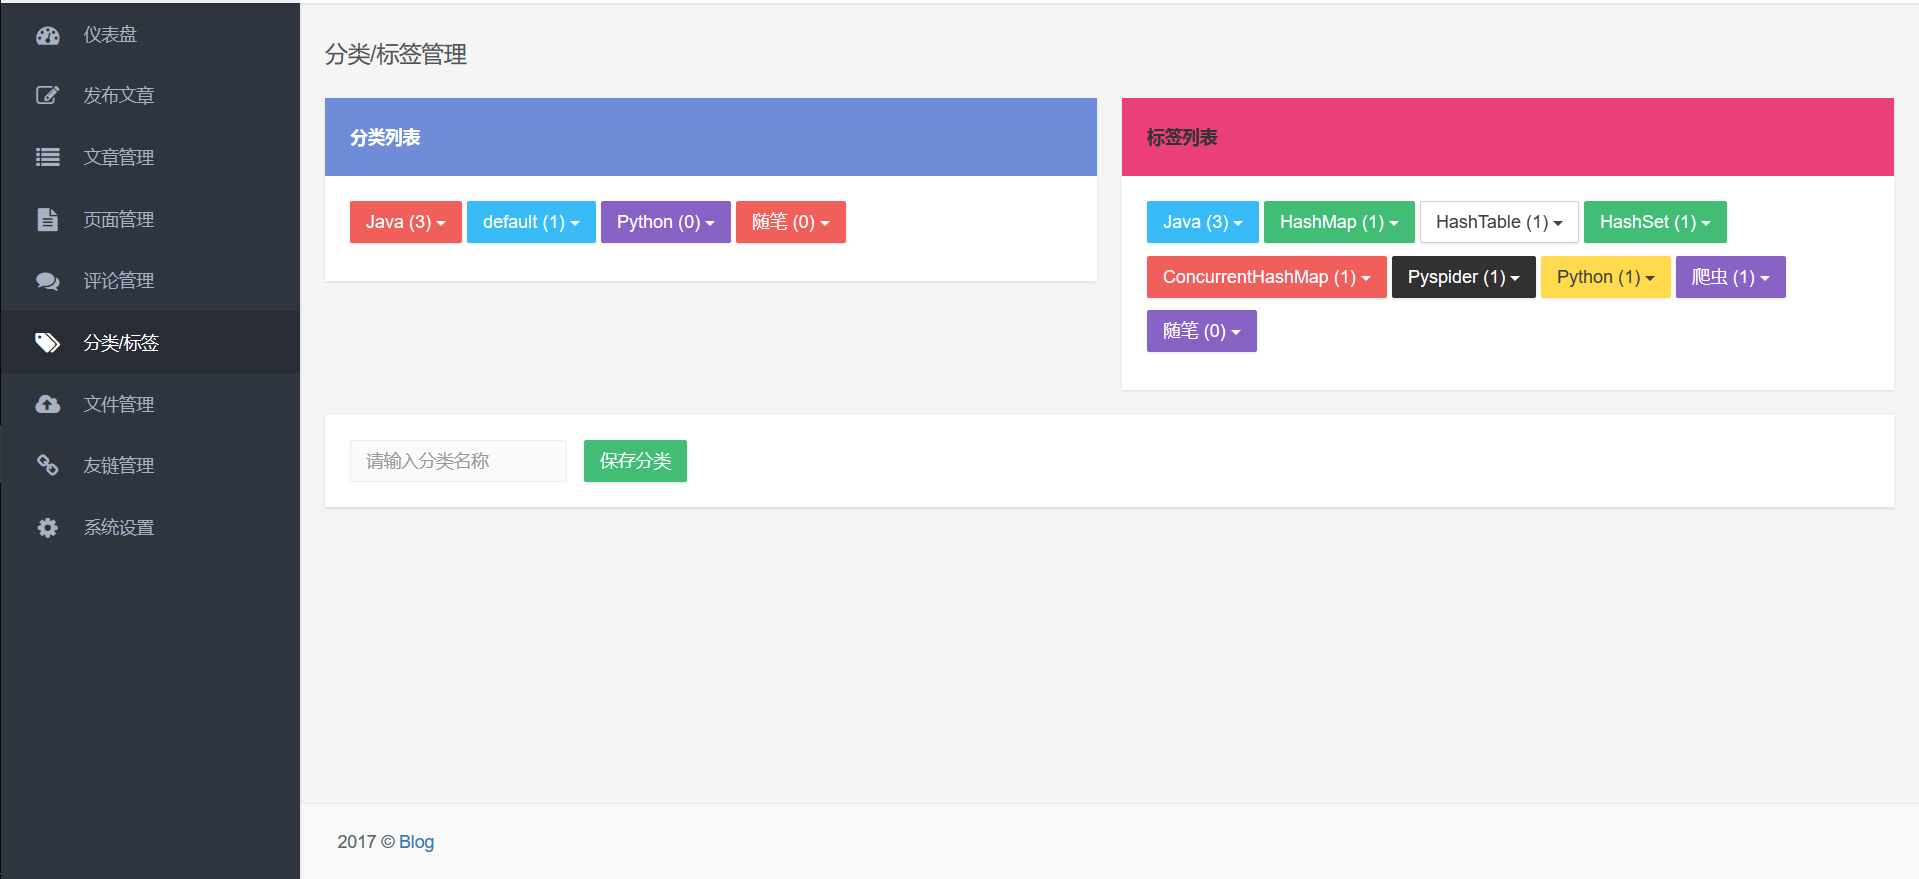 仪表盘
发布文章
文章管理
页面管理
评论管理
分类/标签
文件管理
友链管理
系统设置
分类/标签管理
分类列表
Java (3) default (1) Python (0) 随笔 (0)
标签列表
Java (3) HashMap (1) HashTable (1) HashSet (1)
ConcurrentHashMap (1) Pyspider (1) Python (1) 爬虫 (1)
随笔 (0)
请输入分类名称 保存分类
2017 © Blog